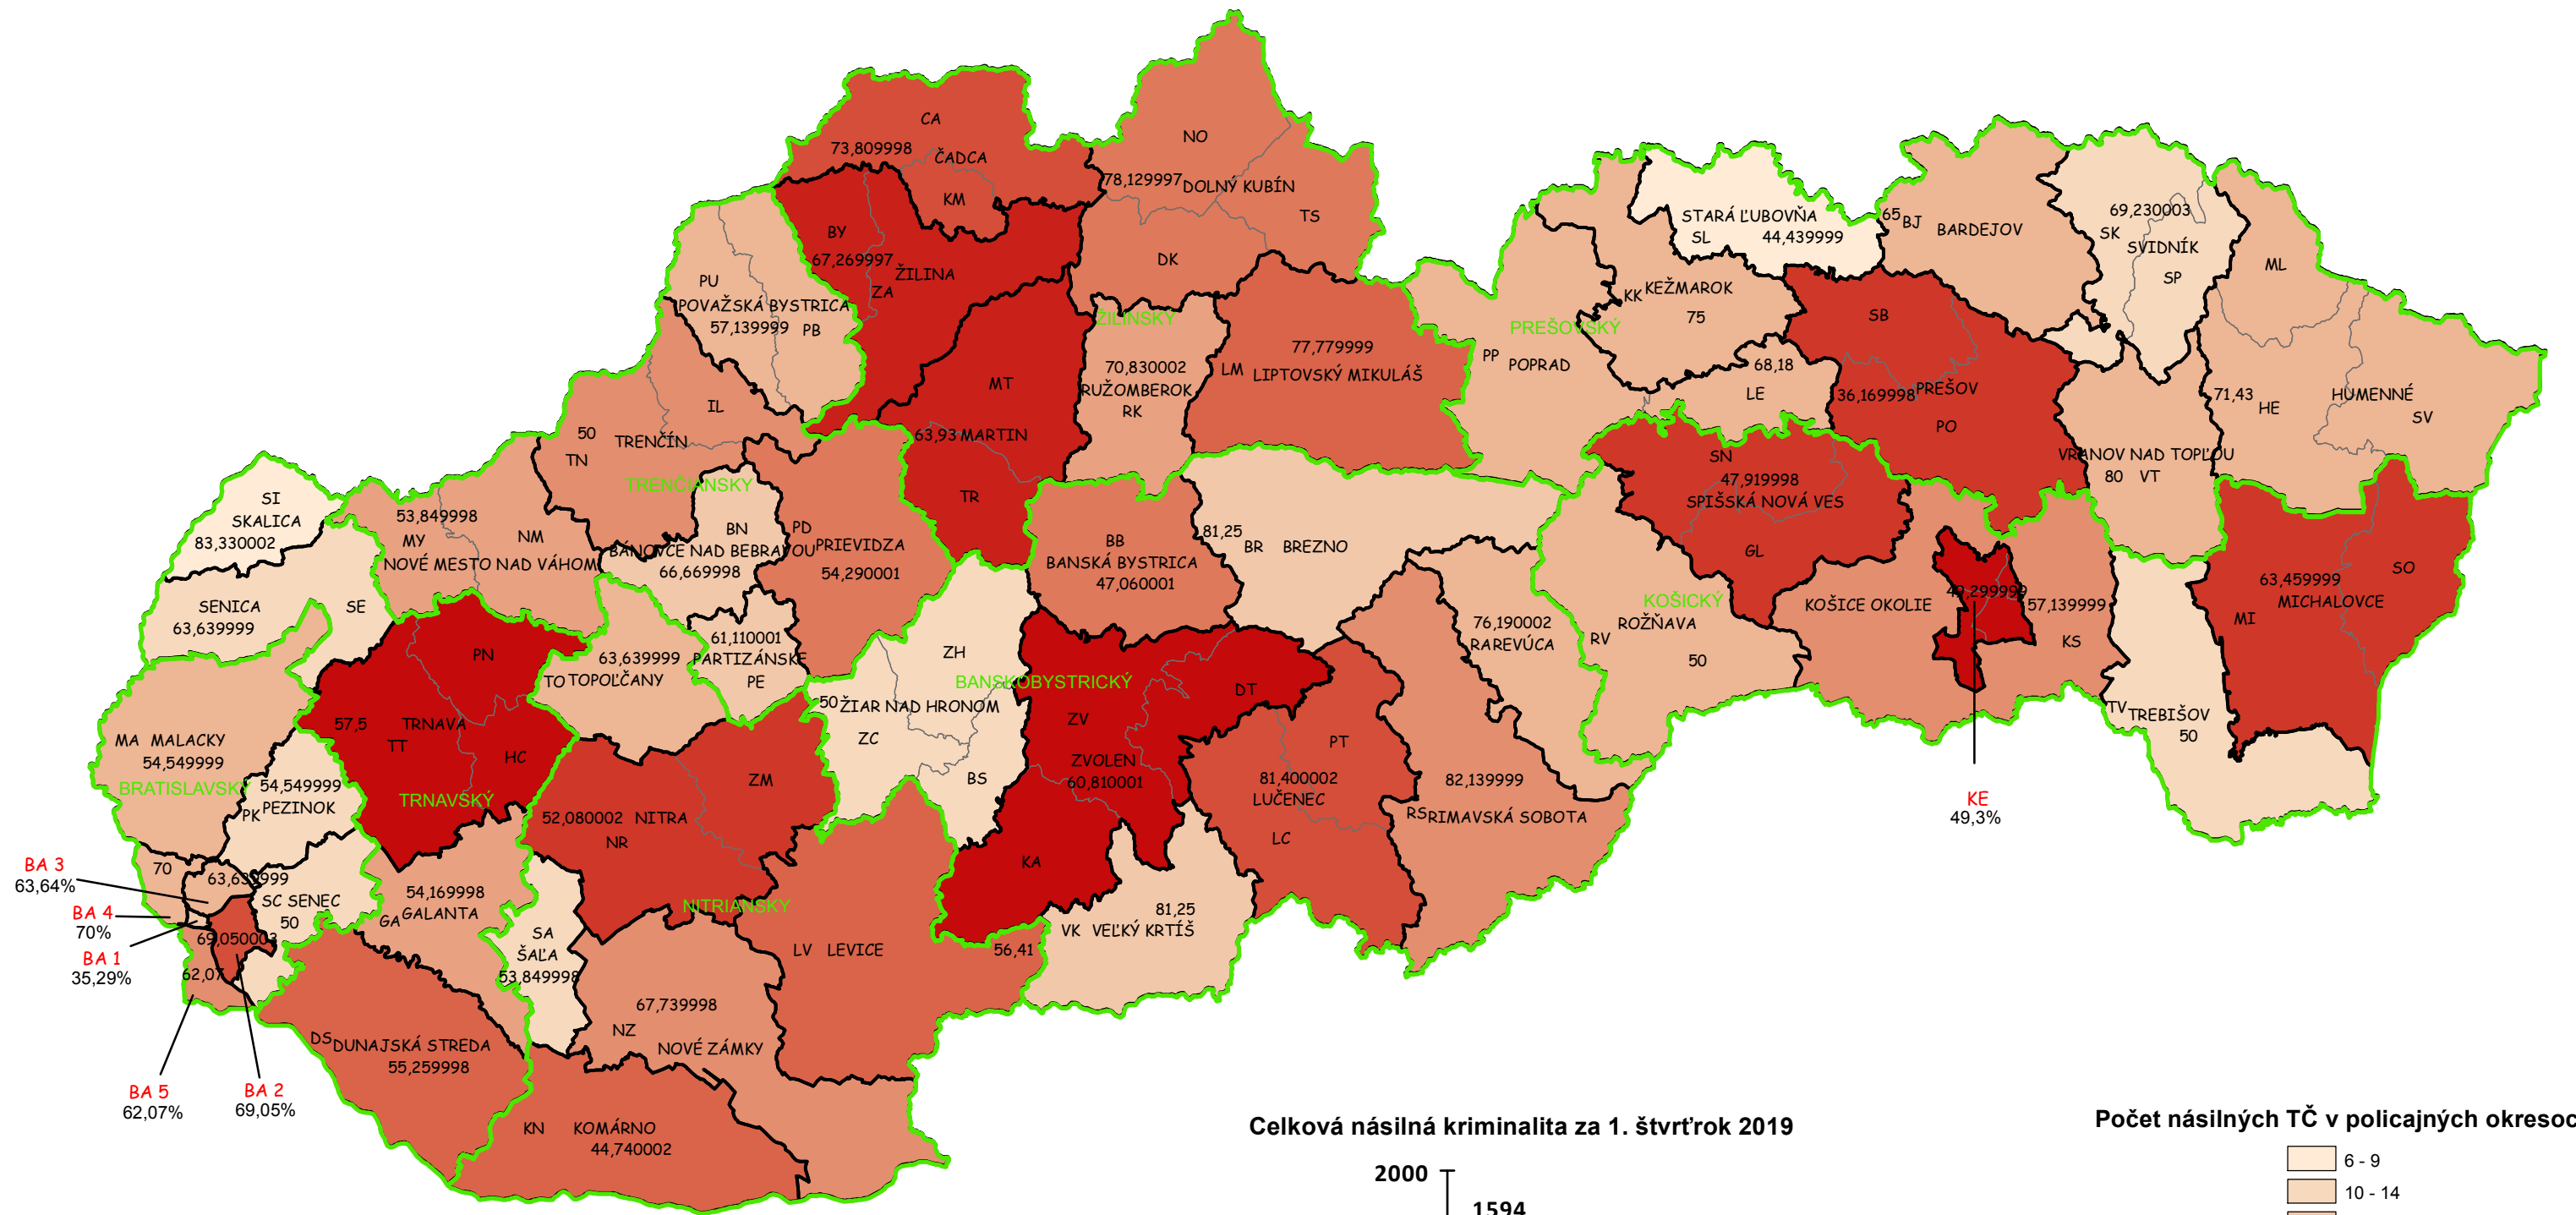 CA
73,809998
ČADCA
KM
NO
78,129997 DOLNÝ KUBÍN
TS
DK
BY
67,269997
ŽILINA
ZA
PU
POVAŽSKÁ BYSTRICA
57,139999 PB
ŽILINSKÝ
70,830002
RUŽOMBEROK
RK
77,779999
LM LIPTOVSKÝ MIKULÁŠ
MT
63,93 MARTIN
TR
IL
50
TRENČÍN
TN
TRENČIANSKY
STARÁ ĽUBOVŇA
SL 44,439999
65 BJ BARDEJOV
69,230003
SK
SVIDNÍK
SP
ML
KK KEŽMAROK
75
PREŠOVSKÝ
PP POPRAD
68,18
LE
SB
36,169998 PREŠOV
PO
71,43
HE
HUMENNÉ
SV
VRANOV NAD TOPĽOU
80 VT
SI
SKALICA
83,330002
SENICA
63,639999
SE
53,849998
MY
NM
NOVÉ MESTO NAD VÁHOM
BN
BÁNOVCE NAD BEBRAVOU
66,669998
PD
PRIEVIDZA
54,290001
BB
BANSKÁ BYSTRICA
47,060001
81,25
BR BREZNO
SN
47,919998
SPIŠSKÁ NOVÁ VES
GL
KOŠICKÝ
ROŽŇAVA
RV
50
76,190002
RA REVÚCA
KOŠICE OKOLIE
49,299999
57,139999
KS
63,459999
MICHALOVCE
MI
SO
TV TREBIŠOV
50
KE
49,3%
PN
57,5
TRNAVA
TT
HC
TRNAVSKÝ
63,639999
TO TOPOĽČANY
61,110001
PARTIZÁNSKE
PE
ZH
BANSKOBYSTRICKÝ
50 ŽIAR NAD HRONOM
ZC
BS
DT
ZV
ZVOLEN
60,810001
KA
PT
81,400002
LUČENEC
LC
82,139999
RS RIMAVSKÁ SOBOTA
MA MALACKY
54,549999
BRATISLAVSKÝ
54,549999
PK PEZINOK
ZM
52,080002 NITRA
NR
NITRIANSKY
BA 3
63,64%
70
63,639999
SC SENEC
50
BA 4
70%
BA 1
35,29%
69,050003
62,07
54,169998
GA GALANTA
SA
ŠAĽA
53,849998
LV LEVICE
56,41
81,25
VK VEĽKÝ KRTÍŠ
67,739998
NZ
NOVÉ ZÁMKY
DS DUNAJSKÁ STREDA
55,259998
BA 5
62,07%
BA 2
69,05%
KN KOMÁRNO
44,740002
Celková násilná kriminalita za 1. štvrťrok 2019
2000
1594
Počet násilných TČ v policajných okresoc
6 - 9
10 - 14